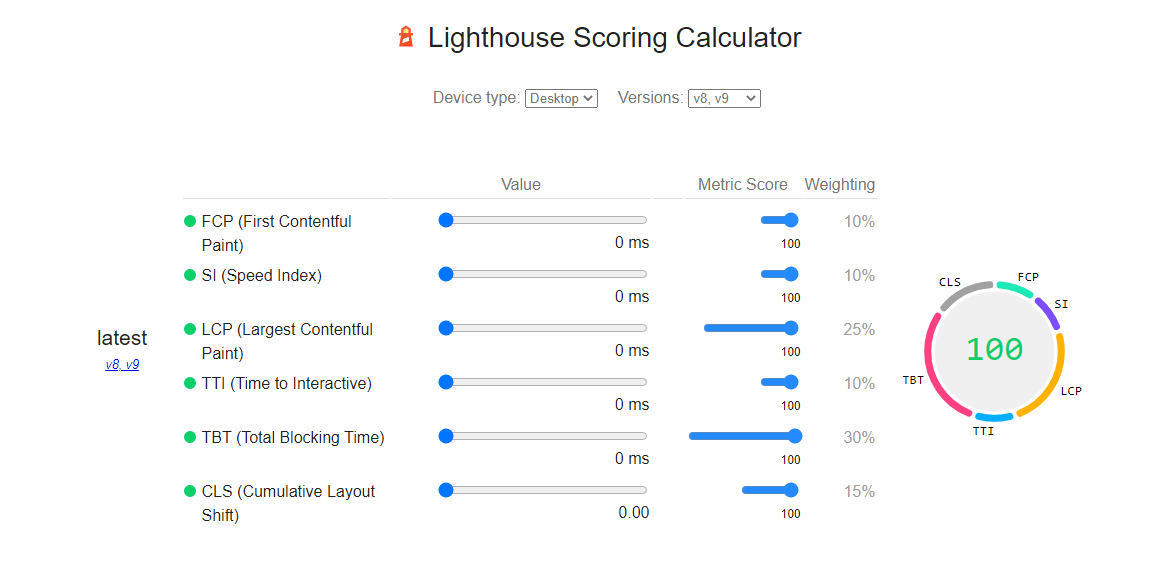 Lighthouse Scoring Calculator
Device type: Desktop Versions: v8, v9
Value Metric Score Weighting
FCP (First Contentful
Paint)
10%
0 ms
100
SI (Speed Index)
10%
0 ms
100
LCP (Largest Contentful
Paint)
25%
0 ms
100
TTI (Time to Interactive)
10%
0 ms
100
TBT (Total Blocking Time)
30%
0 ms
100
CLS (Cumulative Layout
Shift)
15%
0.00
100
latest
v8, v9
FCP
SI
LCP
TTI
TBT
CLS
100